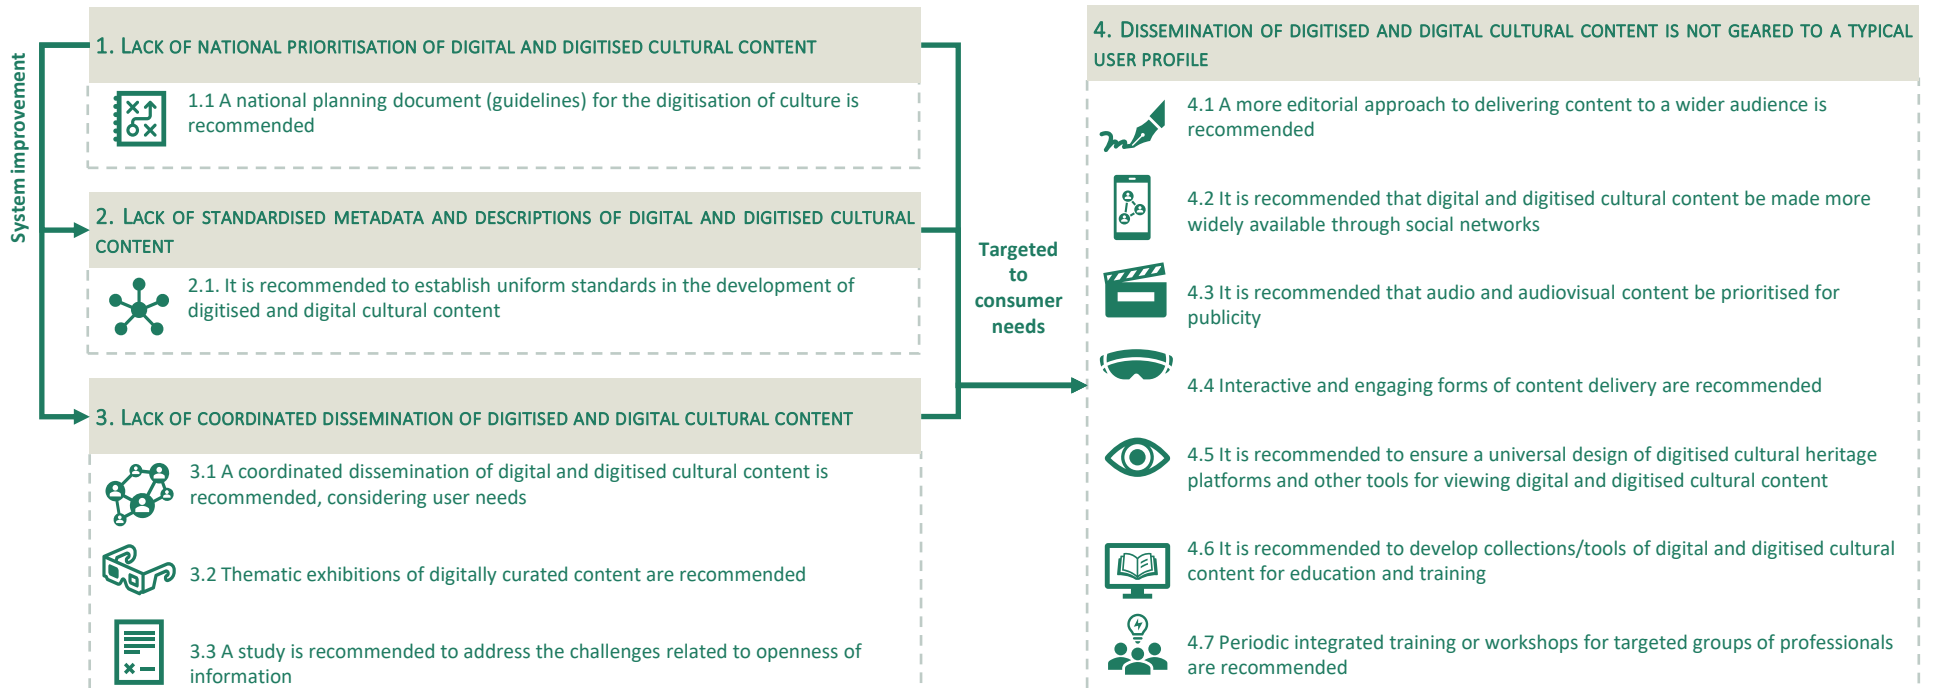 System improvement
1. LACK OF NATIONAL PRIORITISATION OF DIGITAL AND DIGITISED CULTURAL CONTENT
1.1 A national planning document (guidelines) for the digitisation of culture is
recommended
2. LACK OF STANDARDISED METADATA AND DESCRIPTIONS OF DIGITAL AND DIGITISED CULTURAL
CONTENT
2.1. It is recommended to establish uniform standards in the development of
digitised and digital cultural content
3. LACK OF COORDINATED DISSEMINATION OF DIGITISED AND DIGITAL CULTURAL CONTENT
3.1 A coordinated dissemination of digital and digitised cultural content is
recommended, considering user needs
3.2 Thematic exhibitions of digitally curated content are recommended
3.3 A study is recommended to address the challenges related to openness of
information
Targeted
to
consumer
needs
4. DISSEMINATION OF DIGITISED AND DIGITAL CULTURAL CONTENT IS NOT GEARED TO A TYPICAL
USER PROFILE
4.1 A more editorial approach to delivering content to a wider audience is
recommended
4.2 It is recommended that digital and digitised cultural content be made more
widely available through social networks
4.3 It is recommended that audio and audiovisual content be prioritised for
publicity
4.4 Interactive and engaging forms of content delivery are recommended
4.5 It is recommended to ensure a universal design of digitised cultural heritage
platforms and other tools for viewing digital and digitised cultural content
4.6 It is recommended to develop collections/tools of digital and digitised cultural
content for education and training
4.7 Periodic integrated training or workshops for targeted groups of professionals
are recommended